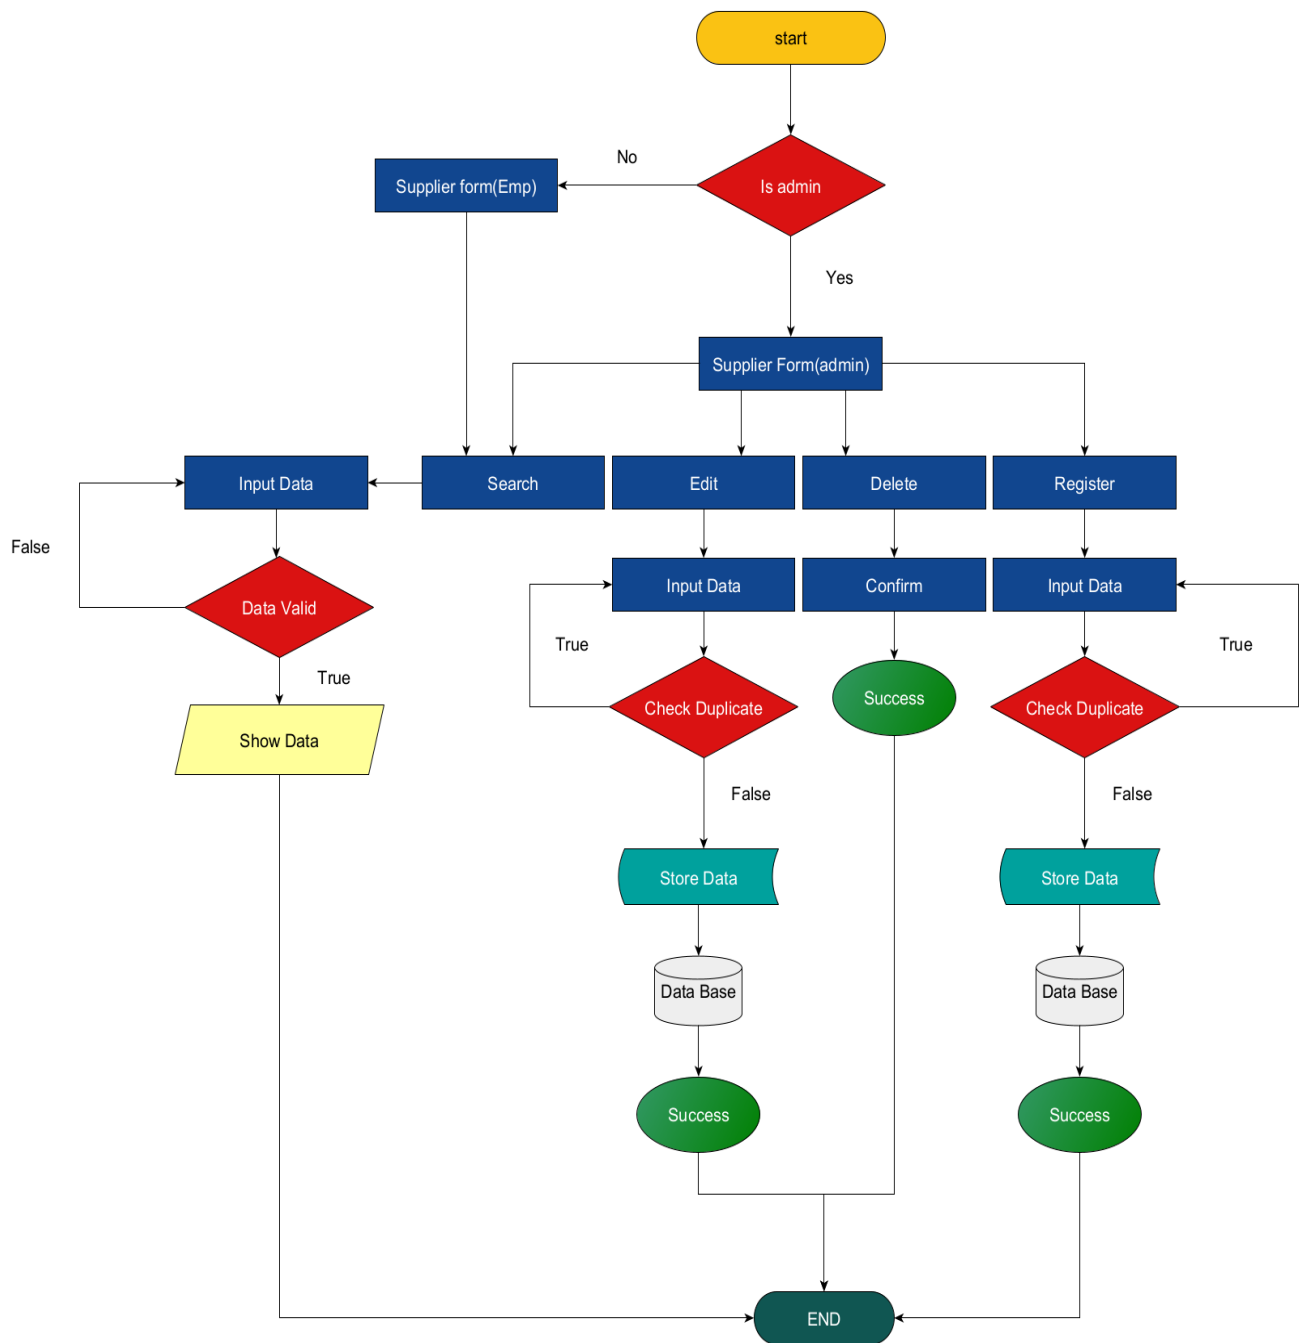 start
No
Is admin
Supplier form(Emp)
Yes
Supplier Form(admin)
Input Data
Search
Edit
Delete
Register
False
Data Valid
Input Data
Confirm
Input Data
True
True
True
Success
Check Duplicate
Check Duplicate
Show Data
False
False
Store Data
Store Data
Data Base
Data Base
Success
Success
END